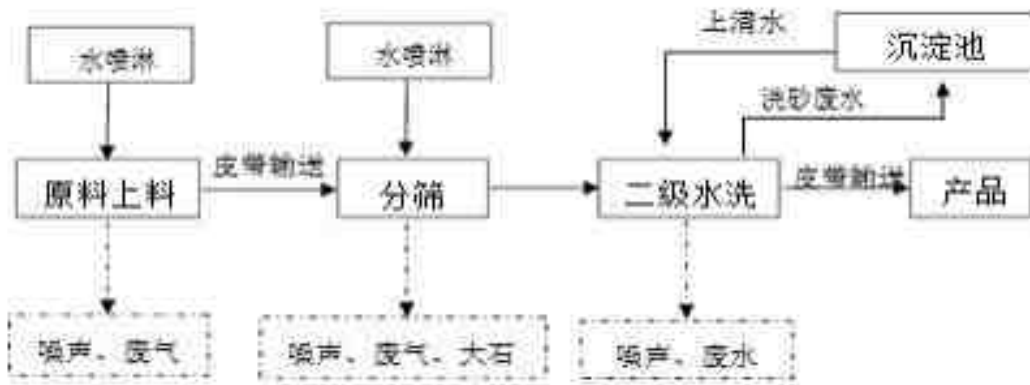 上清水
沉淀池
水喷淋
水喷淋
洗砂废水
原料上料
皮带输送
分筛
二级水洗
皮带输送
产品
噪声、废气
噪声、废气、大石
噪声、废水